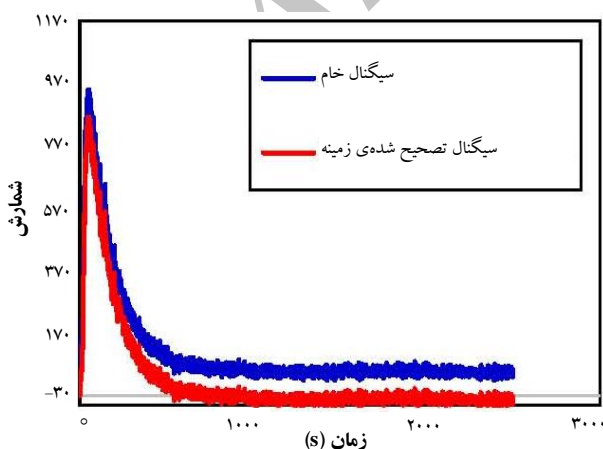 ۱۱۷۰
۹۷۰
۷۷۰
۵۷۰
۳۷۰
۱۷۰
-۳۰
شمارش
سیگنال خام
سیگنال تصحیح شده‌ی زمینه
۰
۱۰۰۰
۲۰۰۰
۳۰۰۰
زمان (s)